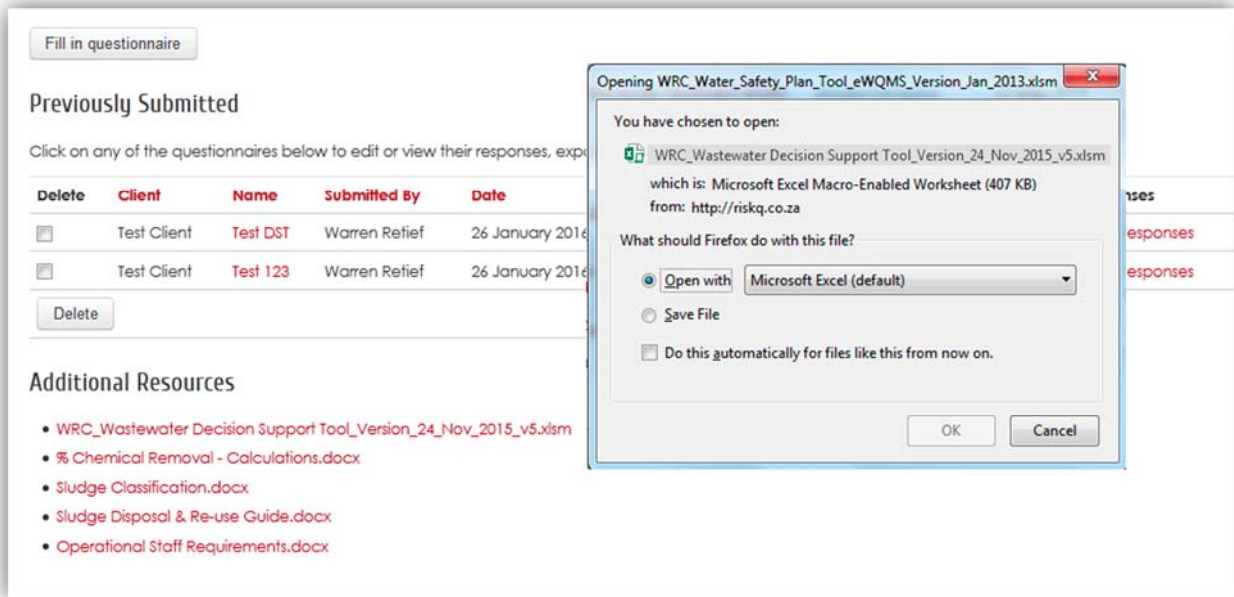 Fill in questionnaire
Previously Submitted
Click on any of the questionnaires below to edit or view their responses,
Delete Client Name Submitted By Date
Test Client Test DST Warren Retief 26 January 2016
Test Client Test 123 Warren Retief 26 January 2016
Delete
Additional Resources
• WRC_Wastewater Decision Support Tool_Version_24_Nov_2015_v5.xlsm
• % Chemical Removal - Calculations.docx
• Sludge Classification.docx
• Sludge Disposal & Re-use Guide.docx
• Operational Staff Requirements.docx
Opening WRC_Water_Safety_Plan_Tool_eWQMS_Version_Jan_2013.xlsm
You have chosen to open:
WRC_Wastewater Decision Support Tool_Version_24_Nov_2015_v5.xlsm
which is: Microsoft Excel Macro-Enabled Worksheet (407 KB)
from: http://riskq.co.za
What should Firefox do with this file?
Open with Microsoft Excel (default)
Save File
Do this automatically for files like this from now on.
OK Cancel